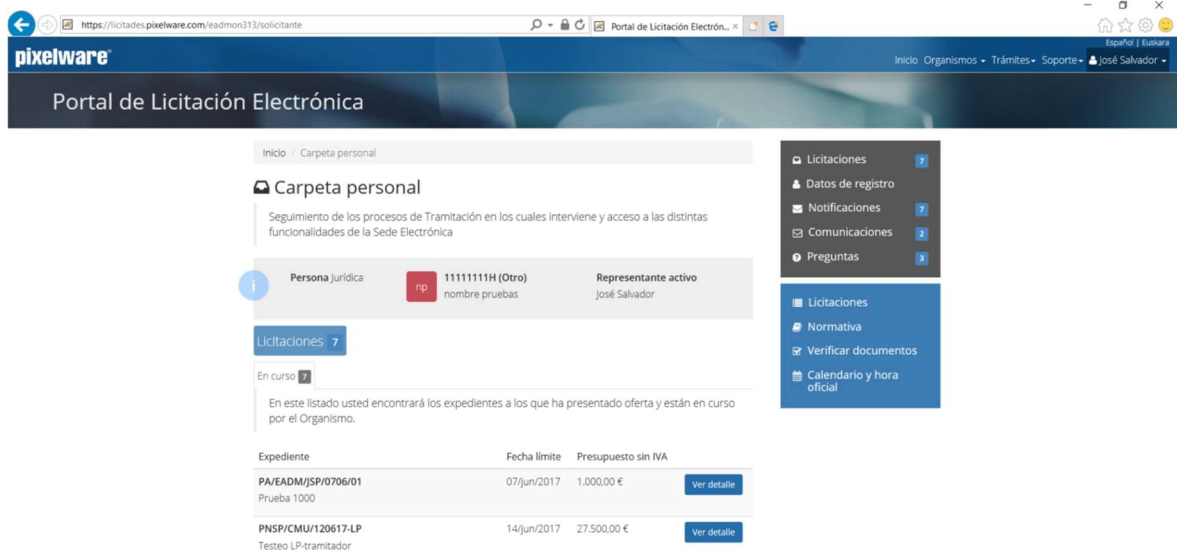 https://licitades.pixelware.com/eadmon313/solicitante
Portal de Licitación Electrón... ×
Español | Euskara
pixelware
Inicio Organismos Trámites Soporte José Salvador
Portal de Licitación Electrónica
Inicio / Carpeta personal
Carpeta personal
Seguimiento de los procesos de Tramitación en los cuales interviene y acceso a las distintas
funcionalidades de la Sede Electrónica
i
Persona Jurídica
np
11111111H (Otro)
nombre pruebas
Representante activo
José Salvador
Licitaciones 7
En curso 7
En este listado usted encontrará los expedientes a los que ha presentado oferta y están en curso
por el Organismo.
Expediente Fecha límite Presupuesto sin IVA
PA/EADM/JSP/0706/01 07/jun/2017 1.000,00 € Ver detalle
Prueba 1000
PNSP/CMU/120617-LP 14/jun/2017 27.500,00 € Ver detalle
Testeo LP-tramitador
Licitaciones 7
Datos de registro
Notificaciones 7
Comunicaciones 2
Preguntas 3
Licitaciones
Normativa
Verificar documentos
Calendario y hora
oficial